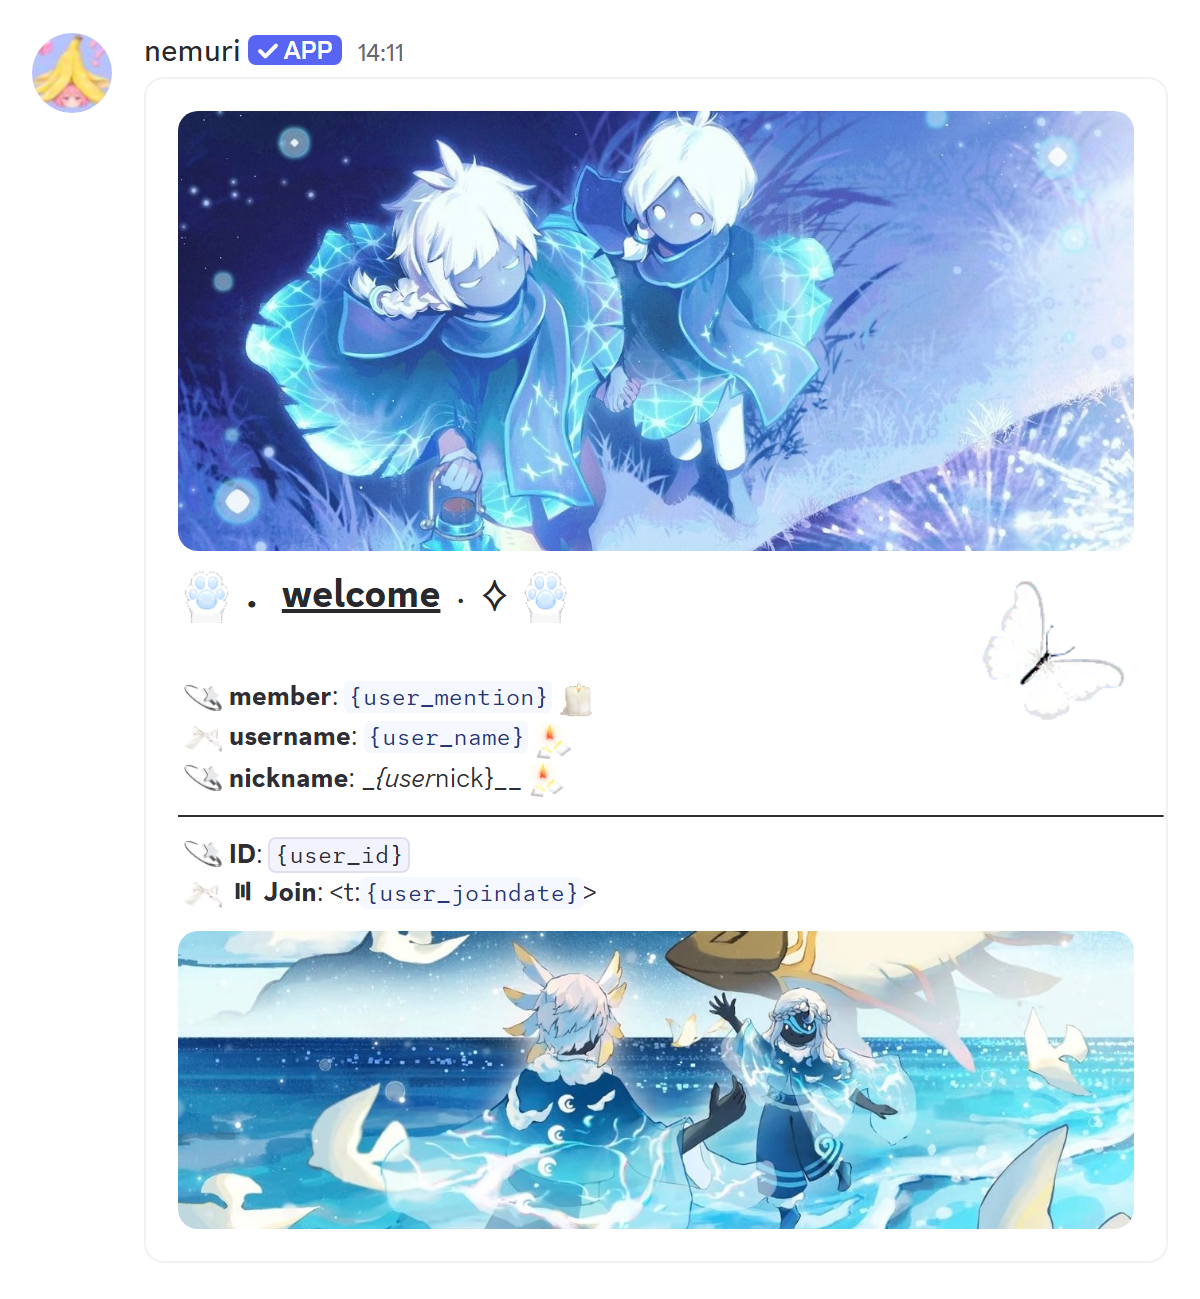 nemuri ✓ APP 14:11
. welcome · ✧
member: {user_mention}
username: {user_name}
nickname: _{usernick}__
ID: {user_id}
Join: <t:{user_joindate}>